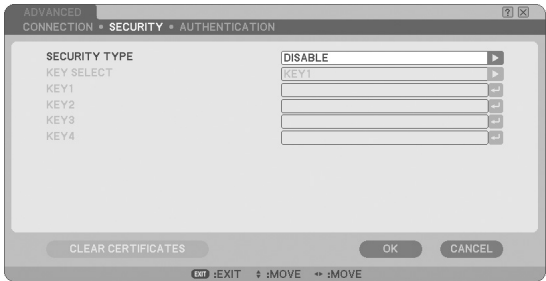 ADVANCED
CONNECTION • SECURITY • AUTHENTICATION
SECURITY TYPE DISABLE
KEY SELECT KEY1
KEY1
KEY2
KEY3
KEY4
CLEAR CERTIFICATES OK CANCEL
EXIT :EXIT :MOVE :MOVE